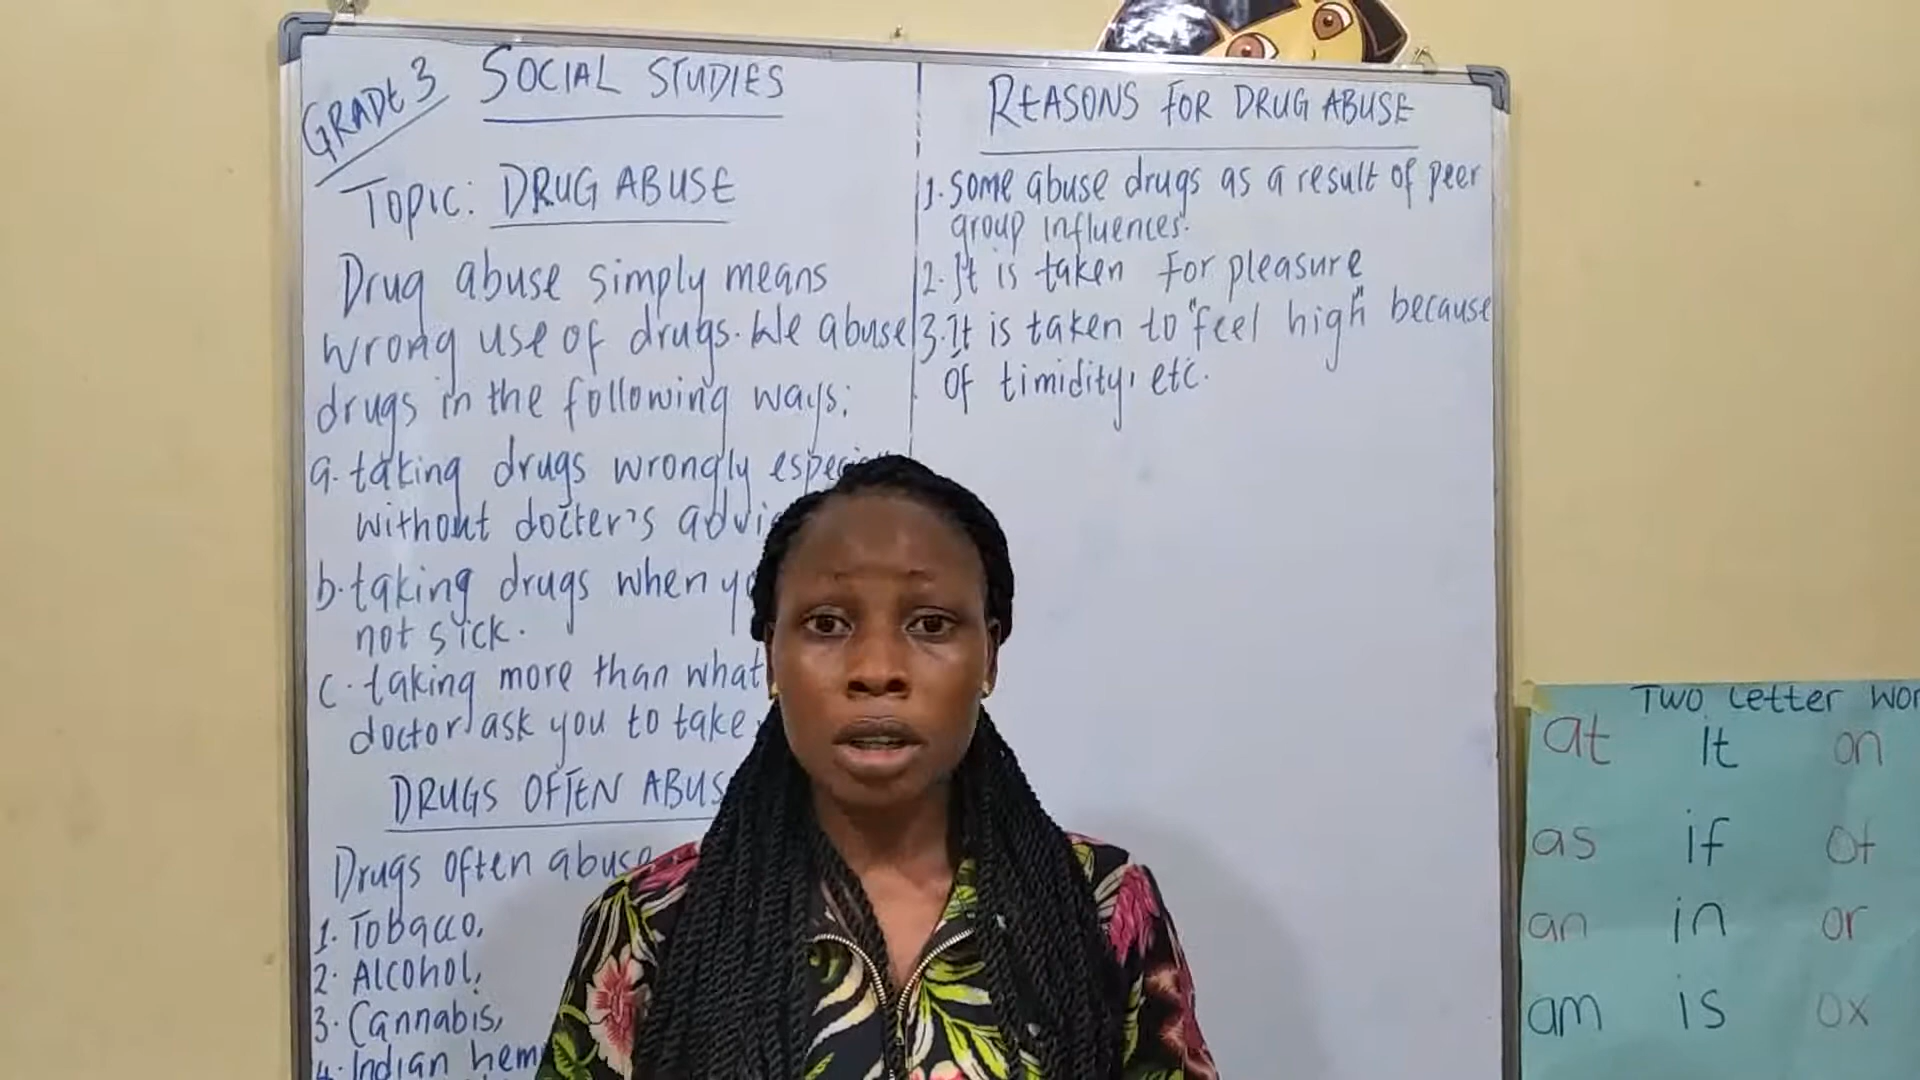 GRADE 3
SOCIAL STUDIES
TOPIC: DRUG ABUSE
Drug abuse simply means
wrong use of drugs. We abuse
drugs in the following ways:
a. taking drugs wrongly
without docter's
b. taking drugs when
not sick.
c. taking more than what
doctor ask you to take
DRUGS OFTEN
Drugs often abuse
1. Tobacco,
2. Alcohol,
3. Cannabis,
4. Indian
REASONS FOR DRUG ABUSE
1. Some abuse drugs as a result of peer
group influences.
2. It is taken For pleasure
3. It is taken to "feel high" because
of timidity, etc.
Two Letter
at it on
as if of
an in or
am is ox